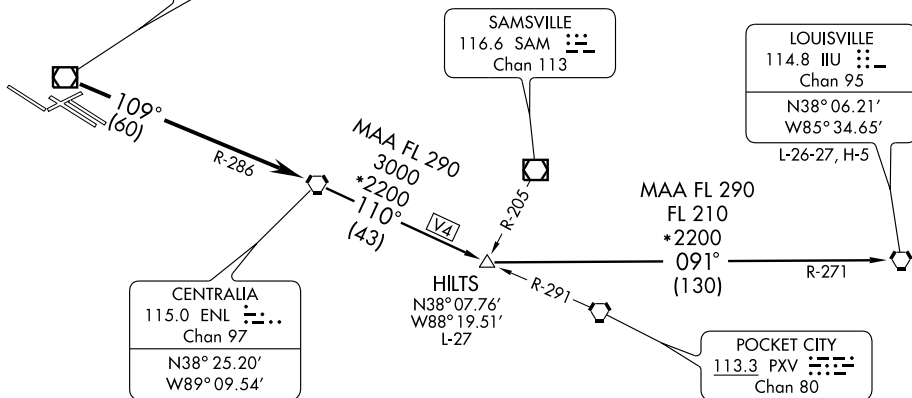 SAMSVILLE
116.6 SAM
Chan 113
LOUISVILLE
114.8 IIU
Chan 95
N38° 06.21'
W85° 34.65'
L-26-27, H-5
109°
(60)
R-286
MAA FL 290
3000
*2200
110°
(43)
V4
R-205
MAA FL 290
FL 210
*2200
091°
(130)
R-271
HILTS
N38° 07.76'
W88° 19.51'
L-27
R-291
CENTRALIA
115.0 ENL
Chan 97
N38° 25.20'
W89° 09.54'
POCKET CITY
113.3 PXV
Chan 80